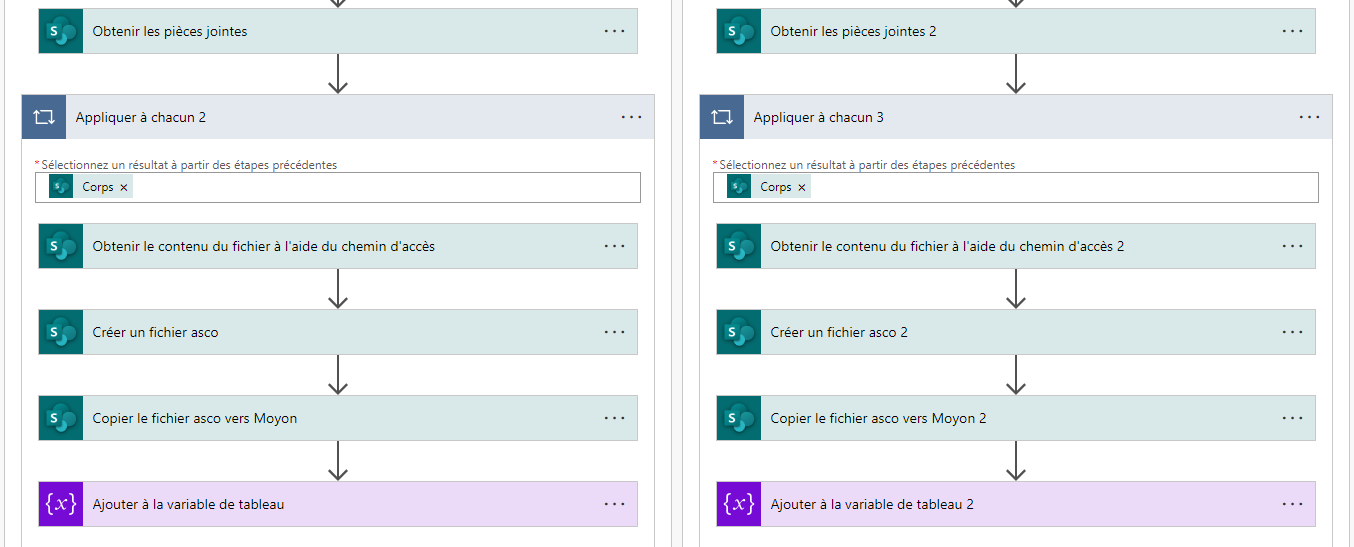 Obtenir les pièces jointes
Appliquer à chacun 2
* Sélectionnez un résultat à partir des étapes précédentes
Corps
Obtenir le contenu du fichier à l'aide du chemin d'accès
Créer un fichier asco
Copier le fichier asco vers Moyon
{x} Ajouter à la variable de tableau
Obtenir les pièces jointes 2
Appliquer à chacun 3
* Sélectionnez un résultat à partir des étapes précédentes
Corps
Obtenir le contenu du fichier à l'aide du chemin d'accès 2
Créer un fichier asco 2
Copier le fichier asco vers Moyon 2
{x} Ajouter à la variable de tableau 2